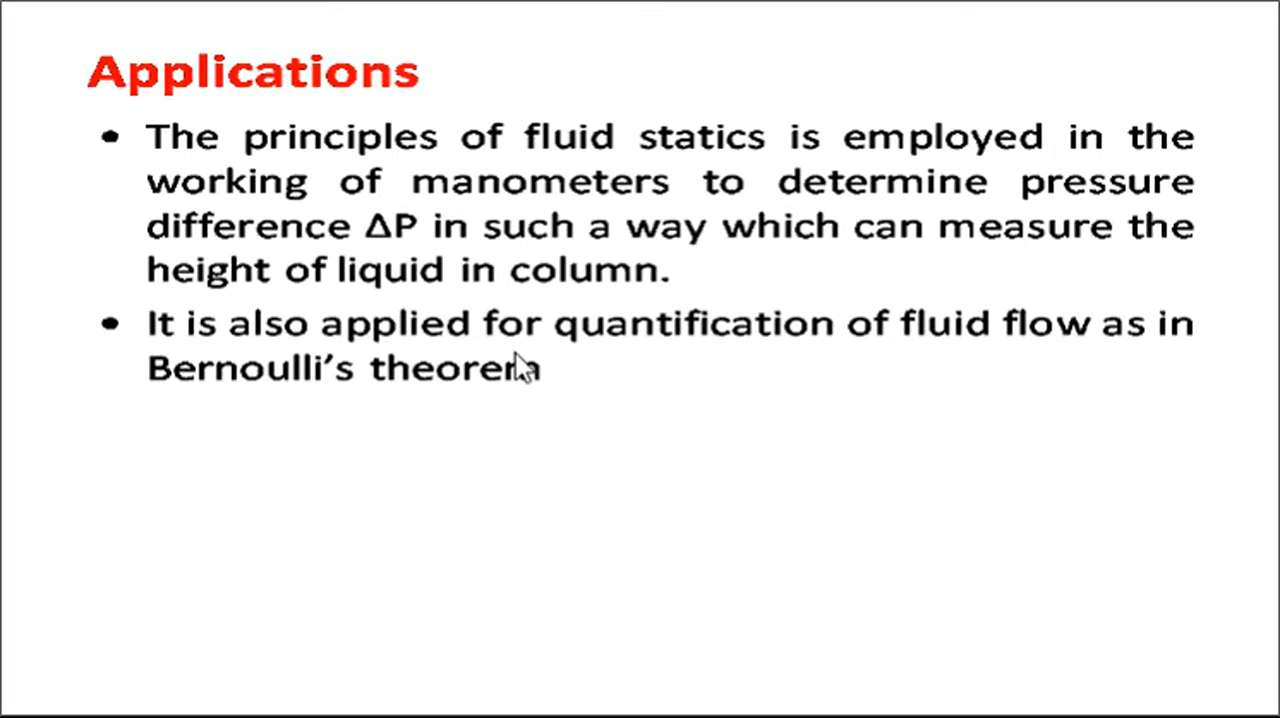 Applications
• The principles of fluid statics is employed in the
working of manometers to determine pressure
difference ΔP in such a way which can measure the
height of liquid in column.
• It is also applied for quantification of fluid flow as in
Bernoulli’s theorem